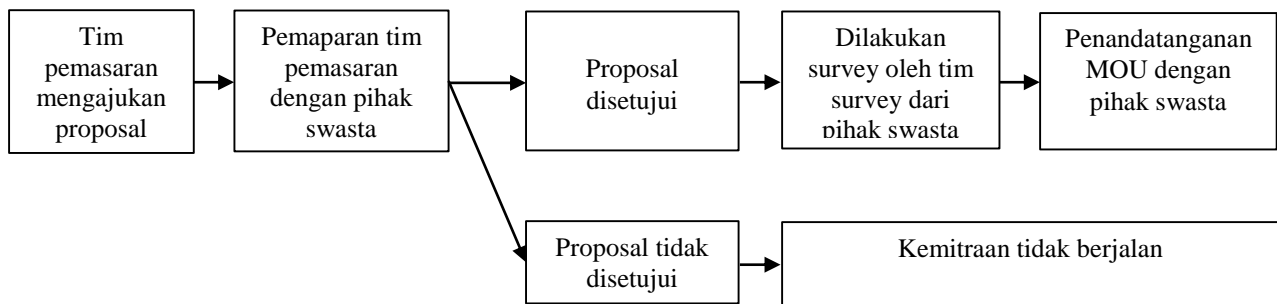 Tim
pemasaran
mengajukan
proposal
Pemaparan tim
pemasaran
dengan pihak
swasta
Proposal
disetujui
Dilakukan
survey oleh tim
survey dari
pihak swasta
Penandatanganan
MOU dengan
pihak swasta
Proposal tidak
disetujui
Kemitraan tidak berjalan